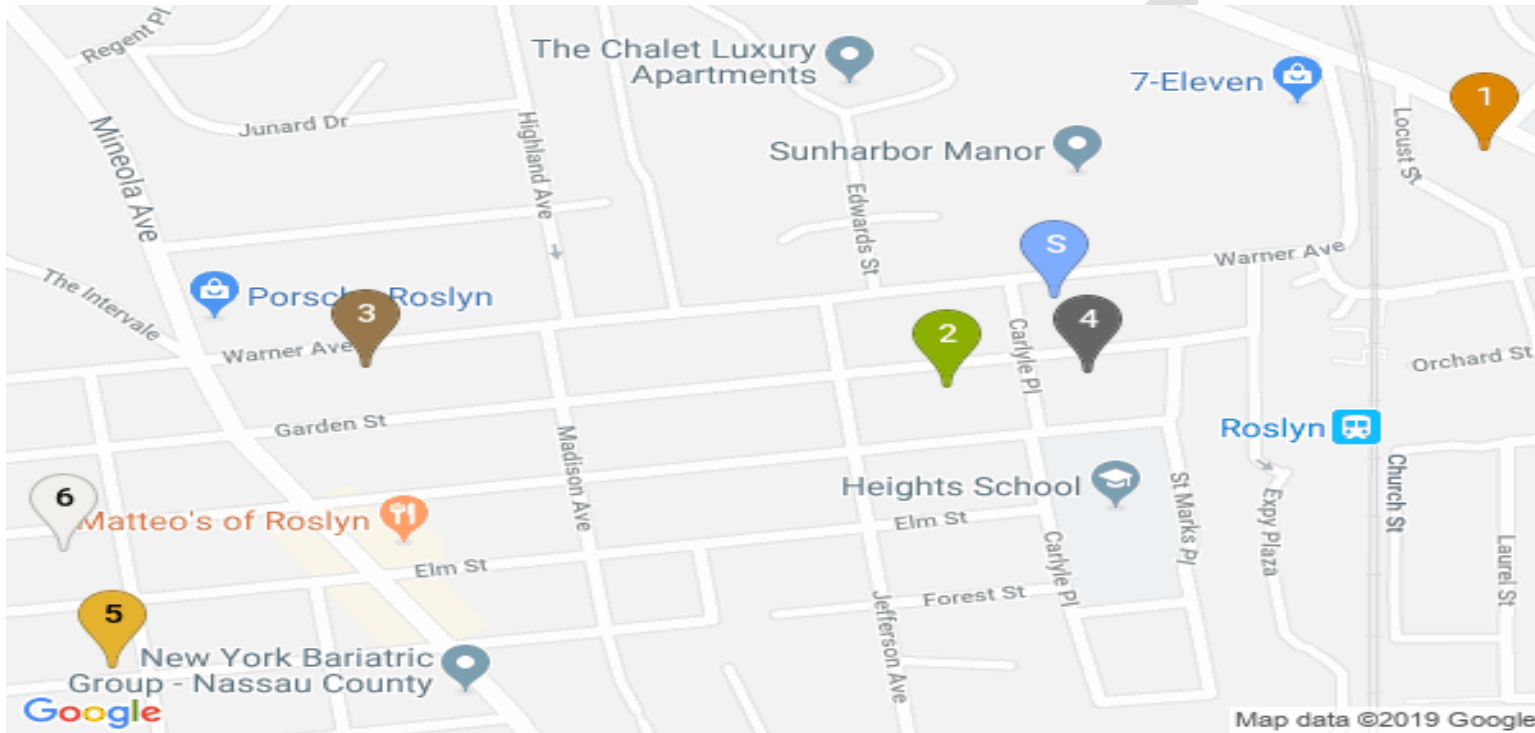 Regent Pl
The Chalet Luxury
Apartments
7-Eleven
1
Junard Dr
Mineola Ave
Highland Ave
Locust St
Sunharbor Manor
Edwards St
S
Warner Ave
The Intervale
Porsche Roslyn
3
Warner Ave
2
4
Carlyle Pl
Orchard St
Garden St
Roslyn
Madison Ave
6
Matteo's of Roslyn
Heights School
St Marks Pl
Church St
Elm St
Expy Plaza
Elm St
Carlyle Pl
Laurel St
5
Forest St
Jefferson Ave
New York Bariatric
Group - Nassau County
Google
Map data ©2019 Google